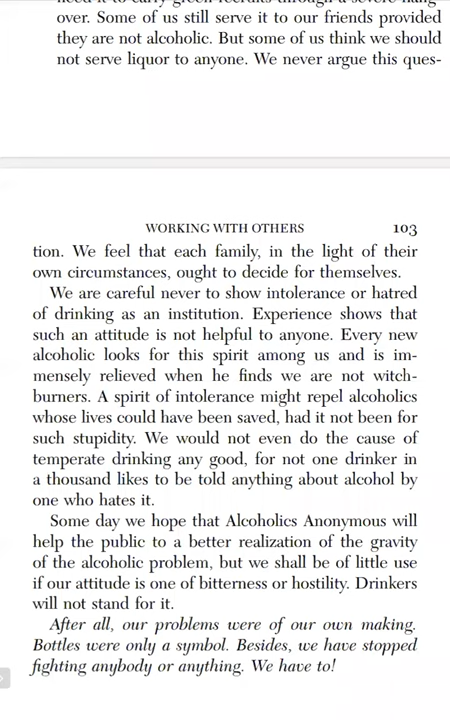 over. Some of us still serve it to our friends provided
they are not alcoholic. But some of us think we should
not serve liquor to anyone. We never argue this ques-
WORKING WITH OTHERS 103
tion. We feel that each family, in the light of their
own circumstances, ought to decide for themselves.
We are careful never to show intolerance or hatred
of drinking as an institution. Experience shows that
such an attitude is not helpful to anyone. Every new
alcoholic looks for this spirit among us and is im-
mensely relieved when he finds we are not witch-
burners. A spirit of intolerance might repel alcoholics
whose lives could have been saved, had it not been for
such stupidity. We would not even do the cause of
temperate drinking any good, for not one drinker in
a thousand likes to be told anything about alcohol by
one who hates it.
Some day we hope that Alcoholics Anonymous will
help the public to a better realization of the gravity
of the alcoholic problem, but we shall be of little use
if our attitude is one of bitterness or hostility. Drinkers
will not stand for it.
After all, our problems were of our own making.
Bottles were only a symbol. Besides, we have stopped
fighting anybody or anything. We have to!